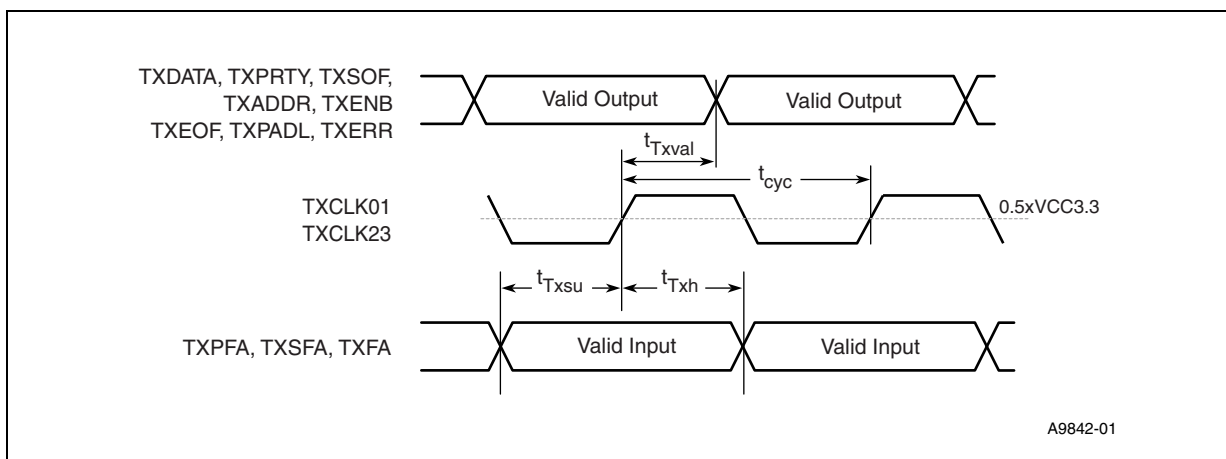 TXDATA, TXPRTY, TXSOF,
TXADDR, TXENB
TXEOF, TXPADL, TXERR
Valid Output
Valid Output
tTxval
tcyc
TXCLK01
TXCLK23
0.5xVCC3.3
tTxsu
tTxh
TXPFA, TXSFA, TXFA
Valid Input
Valid Input
A9842-01